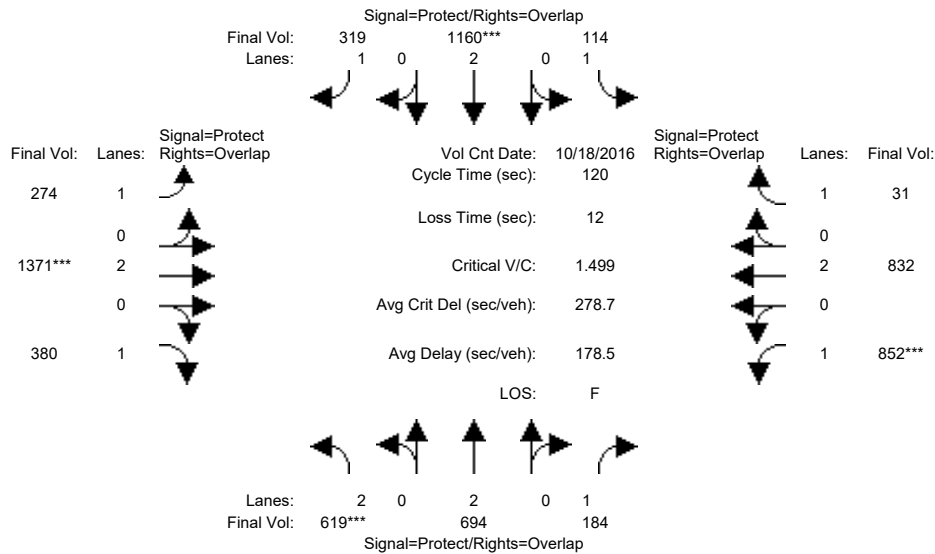 Signal=Protect/Rights=Overlap
Final Vol: 319 1160*** 114
Lanes: 1 0 2 0 1
Signal=Protect Signal=Protect
Final Vol: Lanes: Rights=Overlap Vol Cnt Date: 10/18/2016 Rights=Overlap Lanes: Final Vol:
Cycle Time (sec): 120
274 1 1 31
Loss Time (sec): 12
0 0
1371*** 2 Critical V/C: 1.499 2 832
0 Avg Crit Del (sec/veh): 278.7 0
380 1 Avg Delay (sec/veh): 178.5 1 852***
LOS: F
Lanes: 2 0 2 0 1
Final Vol: 619*** 694 184
Signal=Protect/Rights=Overlap